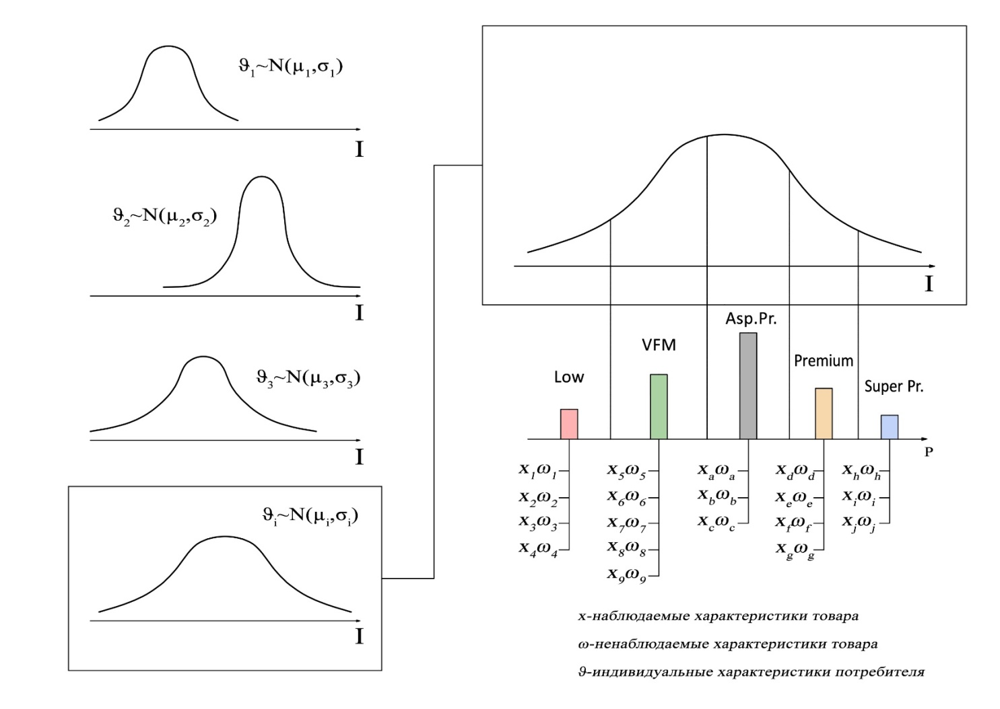 ϑ1~N(μ1,σ1)
I
ϑ2~N(μ2,σ2)
I
ϑ3~N(μ3,σ3)
I
ϑi~N(μi,σi)
I
I
Low
VFM
Asp.Pr.
Premium
Super Pr.
P
x1ω1 x5ω5 xaωa xdωd xhωh
x2ω2 x6ω6 xbωb xeωe xiωi
x3ω3 x7ω7 xcωc xfωf xjωj
x4ω4 x8ω8 xgωg
x9ω9
x-наблюдаемые характеристики товара
ω-ненаблюдаемые характеристики товара
ϑ-индивидуальные характеристики потребителя